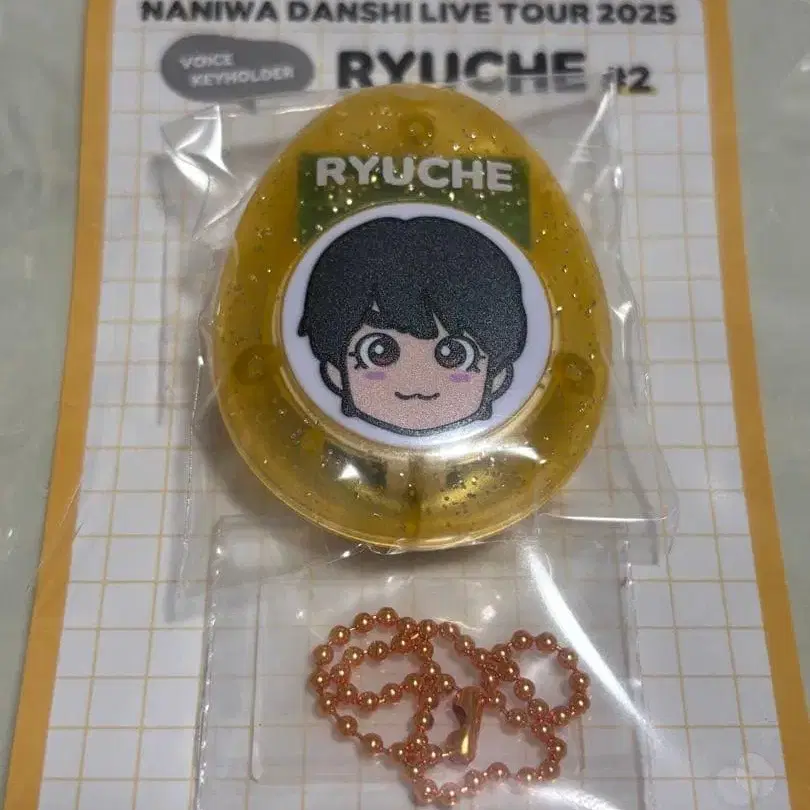 NANIWA DANSHI LIVE TOUR 2025
VOICE
KEYHOLDER
RYUCHE #2
RYUCHE